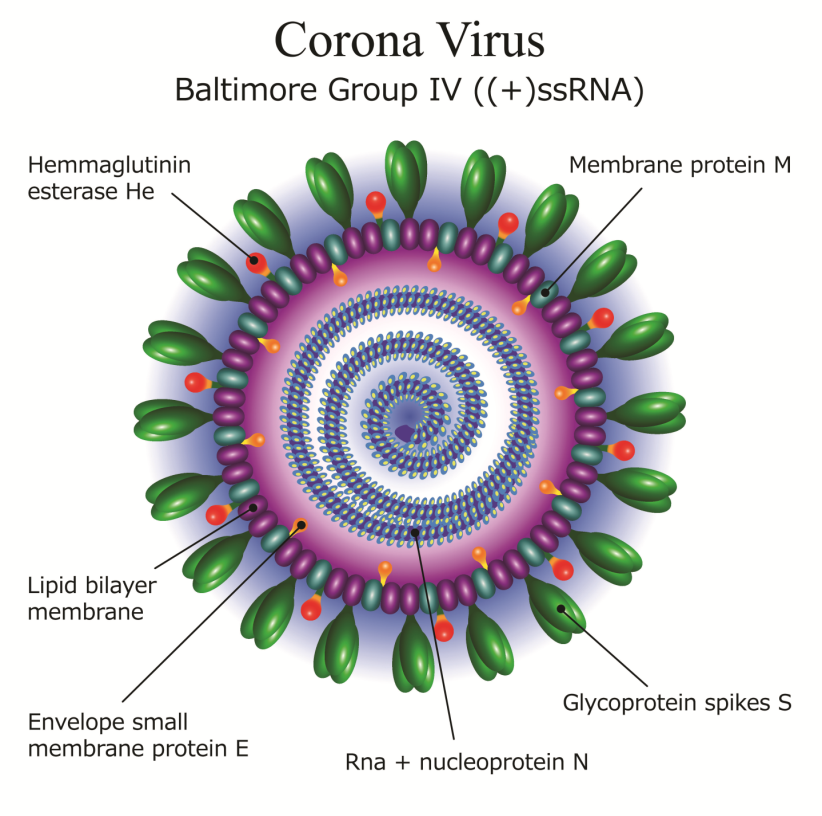 Corona Virus
Baltimore Group IV ((+)ssRNA)
Hemmaglutinin
esterase He
Membrane protein M
Lipid bilayer
membrane
Glycoprotein spikes S
Envelope small
membrane protein E
Rna + nucleoprotein N